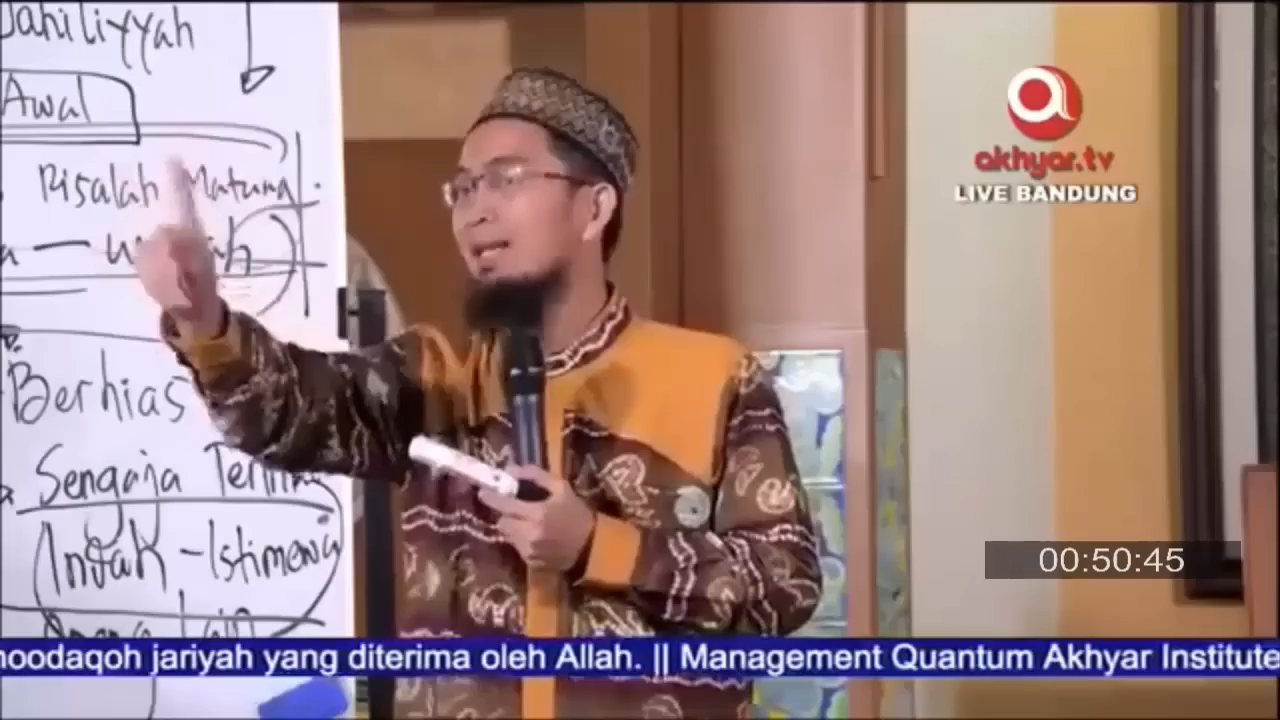 Jahiliyyah
Awal
Risalah
Berhias
Sengaja
Indah - Istimewa
akhyar.tv
LIVE BANDUNG
00:50:45
hoodaqoh jariyah yang diterima oleh Allah. || Management Quantum Akhyar Institute